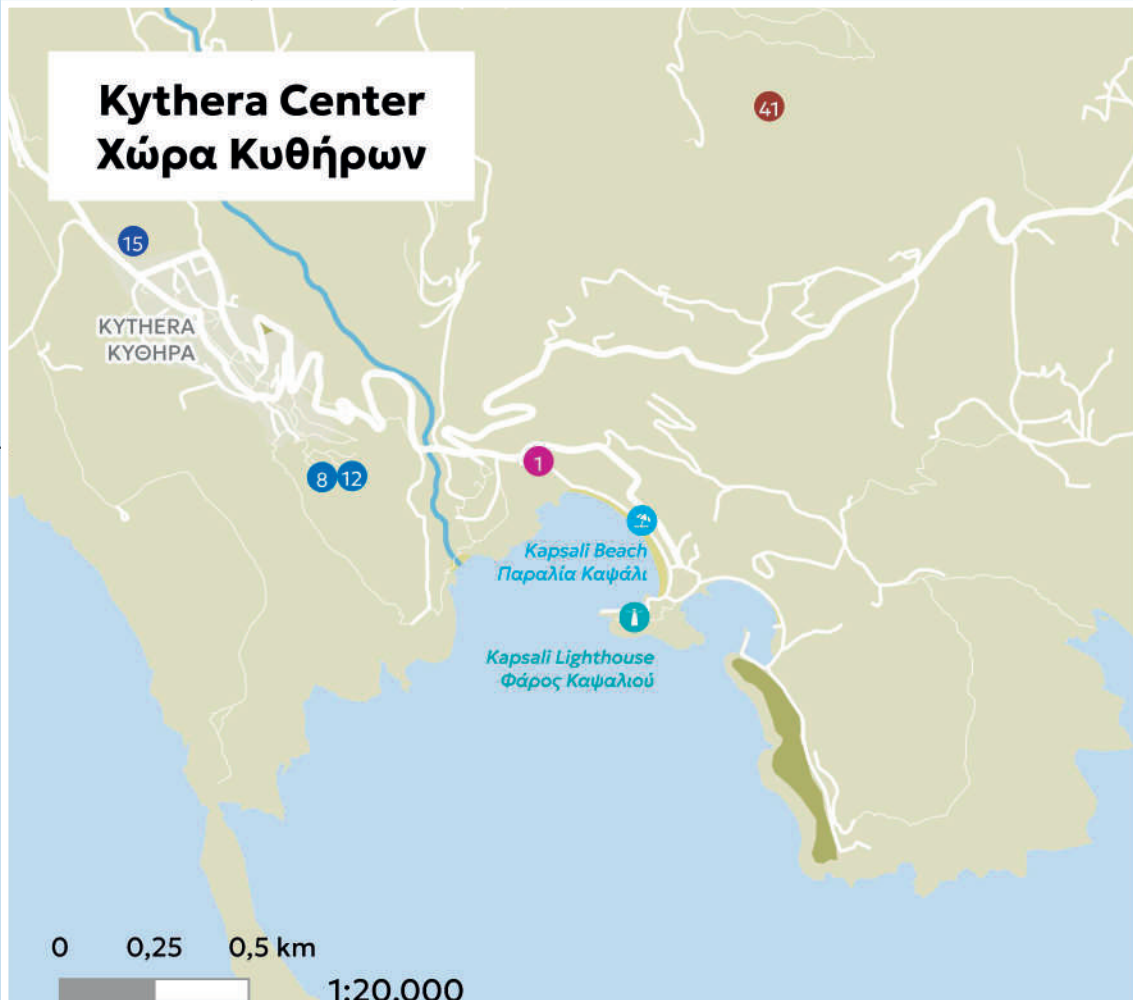 Kythera Center
Χώρα Κυθήρων
41
15
KYTHERA
ΚΥΘΗΡΑ
8 12
1
Kapsali Beach
Παραλία Καψάλι
Kapsali Lighthouse
Φάρος Καψαλιού
0 0,25 0,5 km
1:20.000